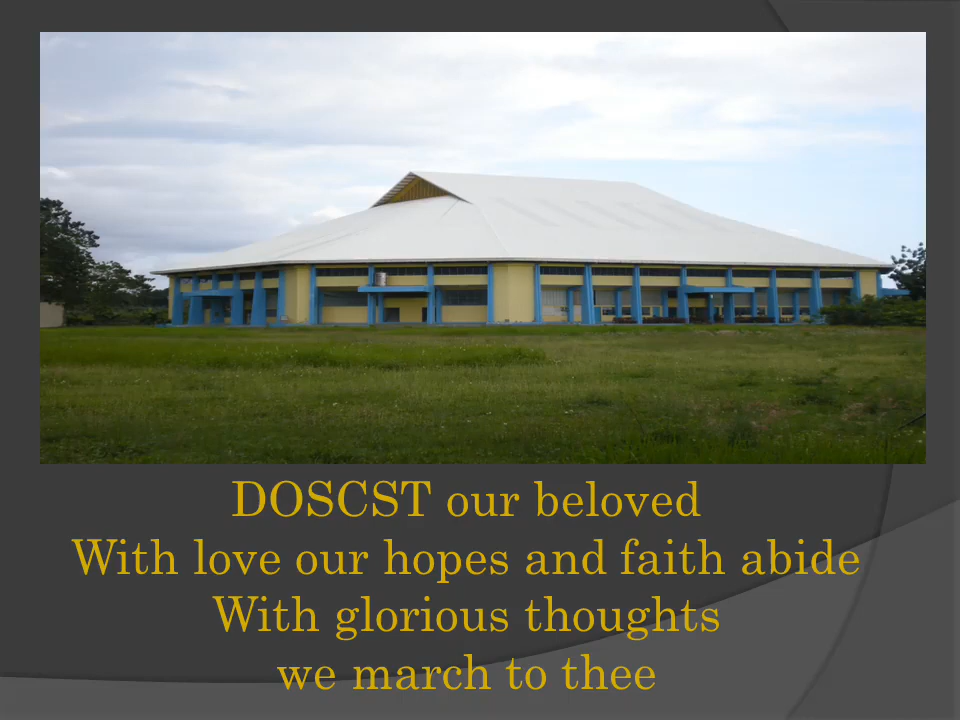 DOSCST our beloved
With love our hopes and faith abide
With glorious thoughts
we march to thee